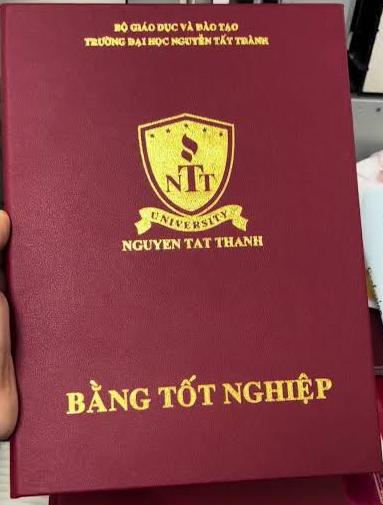 BỘ GIÁO DỤC VÀ ĐÀO TẠO
TRƯỜNG ĐẠI HỌC NGUYỄN TẤT THÀNH
NTT
UNIVERSITY
NGUYEN TAT THANH
BẰNG TỐT NGHIỆP